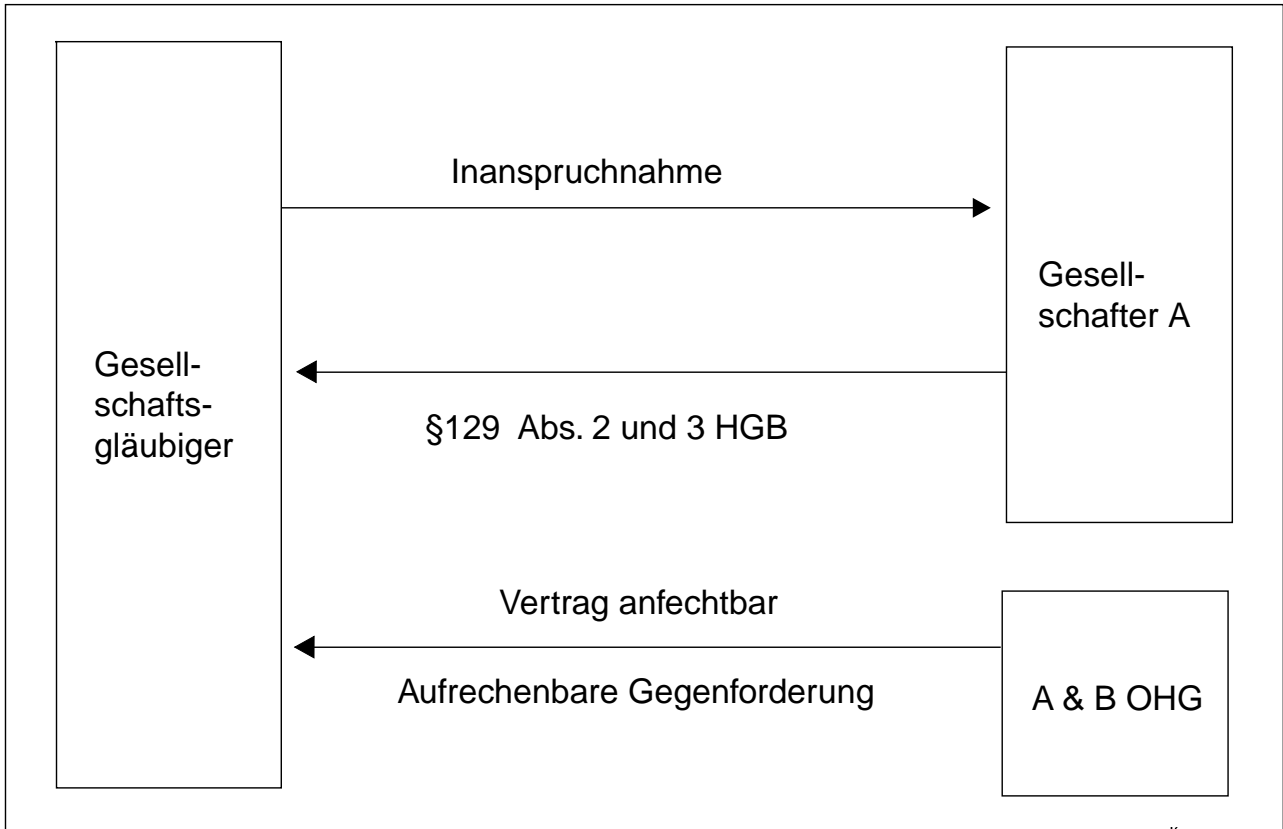 Inanspruchnahme
Gesell-
schafter A
Gesell-
schafts-
gläubiger
§129 Abs. 2 und 3 HGB
Vertrag anfechtbar
Aufrechenbare Gegenforderung
A & B OHG